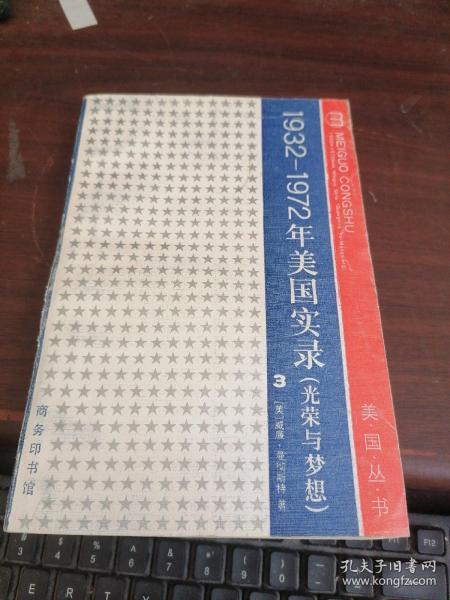 MEIGUO CONGSHU
美·国·丛·书
1932-1972年美国实录(光荣与梦想)
3
[美]威廉·曼彻斯特 著
商务印书馆
F12
E R T Y
孔夫子旧书网
kongfz.com